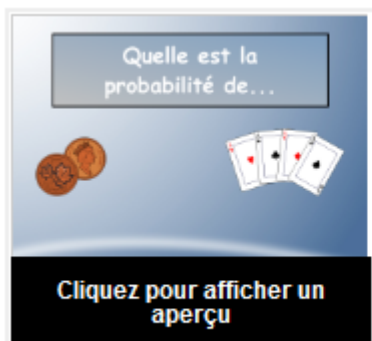 Quelle est la
probabilité de...
Cliquez pour afficher un
aperçu